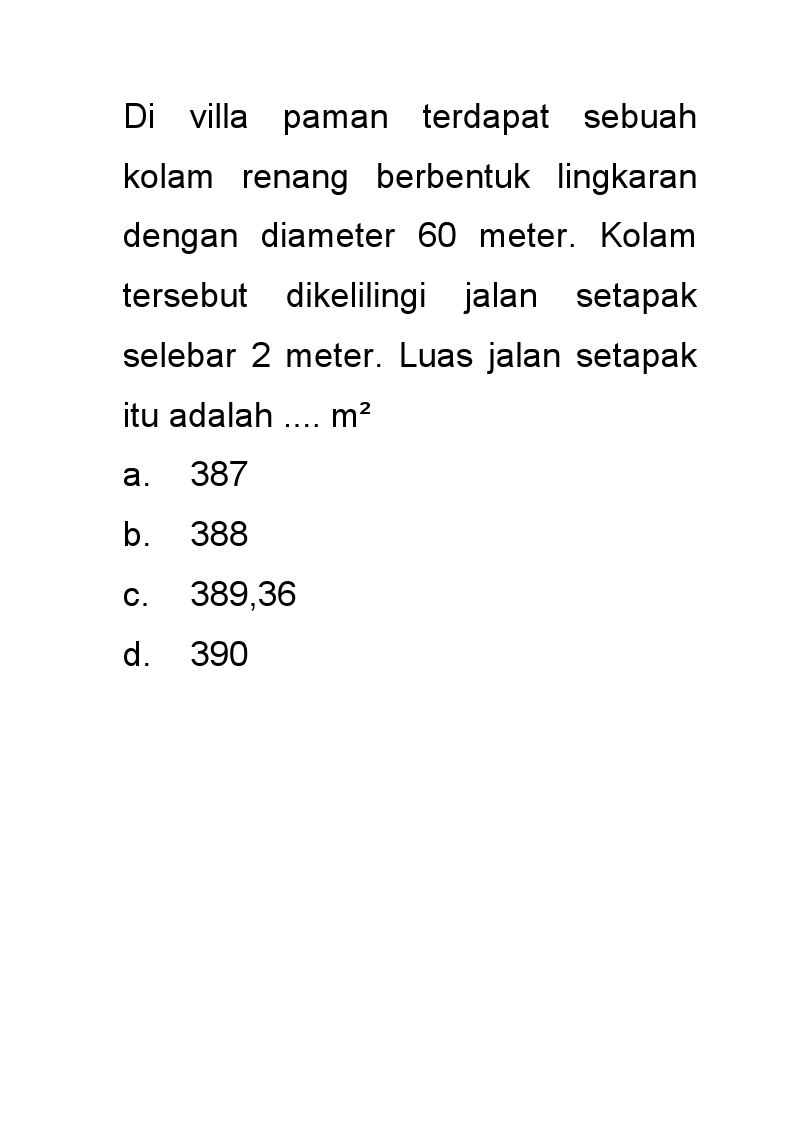 Di villa paman terdapat sebuah
kolam renang berbentuk lingkaran
dengan diameter 60 meter. Kolam
tersebut dikelilingi jalan setapak
selebar 2 meter. Luas jalan setapak
itu adalah .... m²
a. 387
b. 388
c. 389,36
d. 390